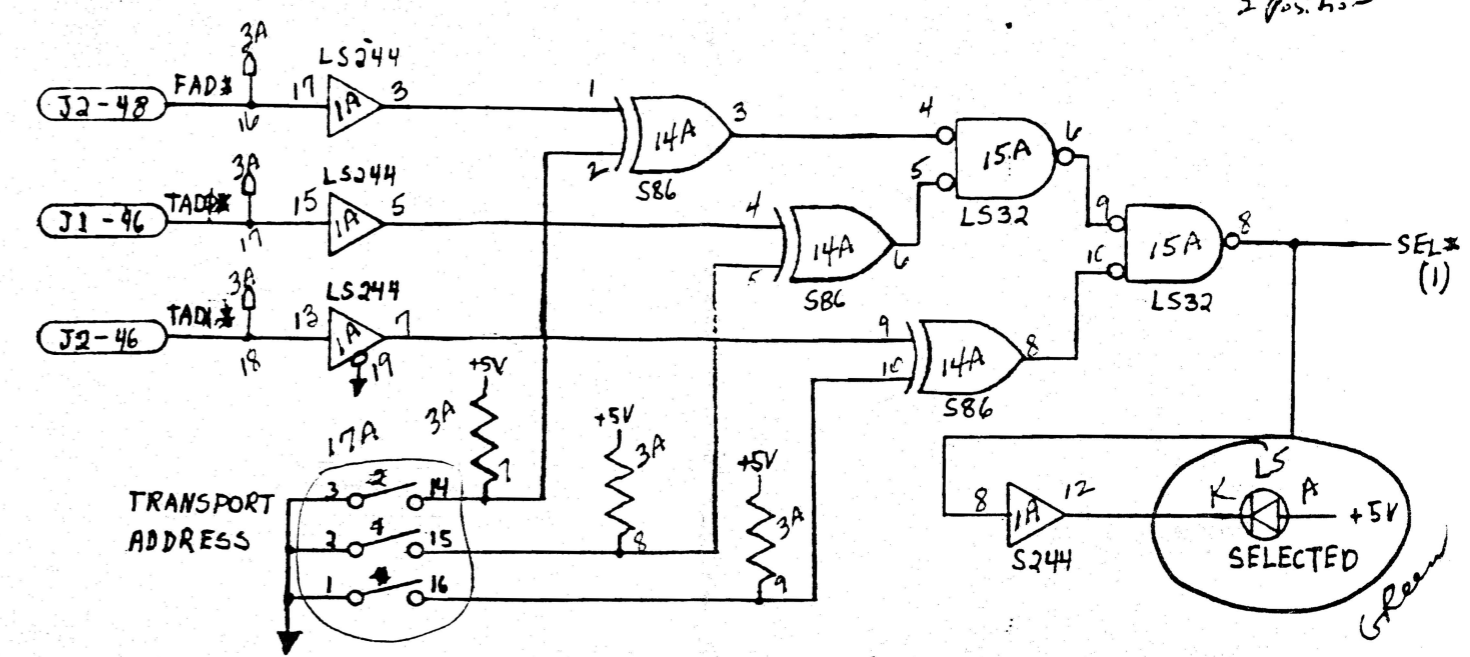 3A
LS244
J2-48
FAD*
16
17
1A
3
1
2
14A
3
S86
4
5
15A
6
LS32
3A
LS244
J1-46
TAD0*
17
15
1A
5
4
5
14A
6
S86
9
10
15A
8
LS32
SEL*
(1)
3A
LS244
J2-46
TAD1*
18
13
1A
7
19
9
10
14A
8
S86
+5V
3A
7
+5V
3A
8
+5V
3A
9
17A
TRANSPORT
ADDRESS
3
14
2
15
1
16
8
1A
12
S244
LS
K
A
+5V
SELECTED
Green